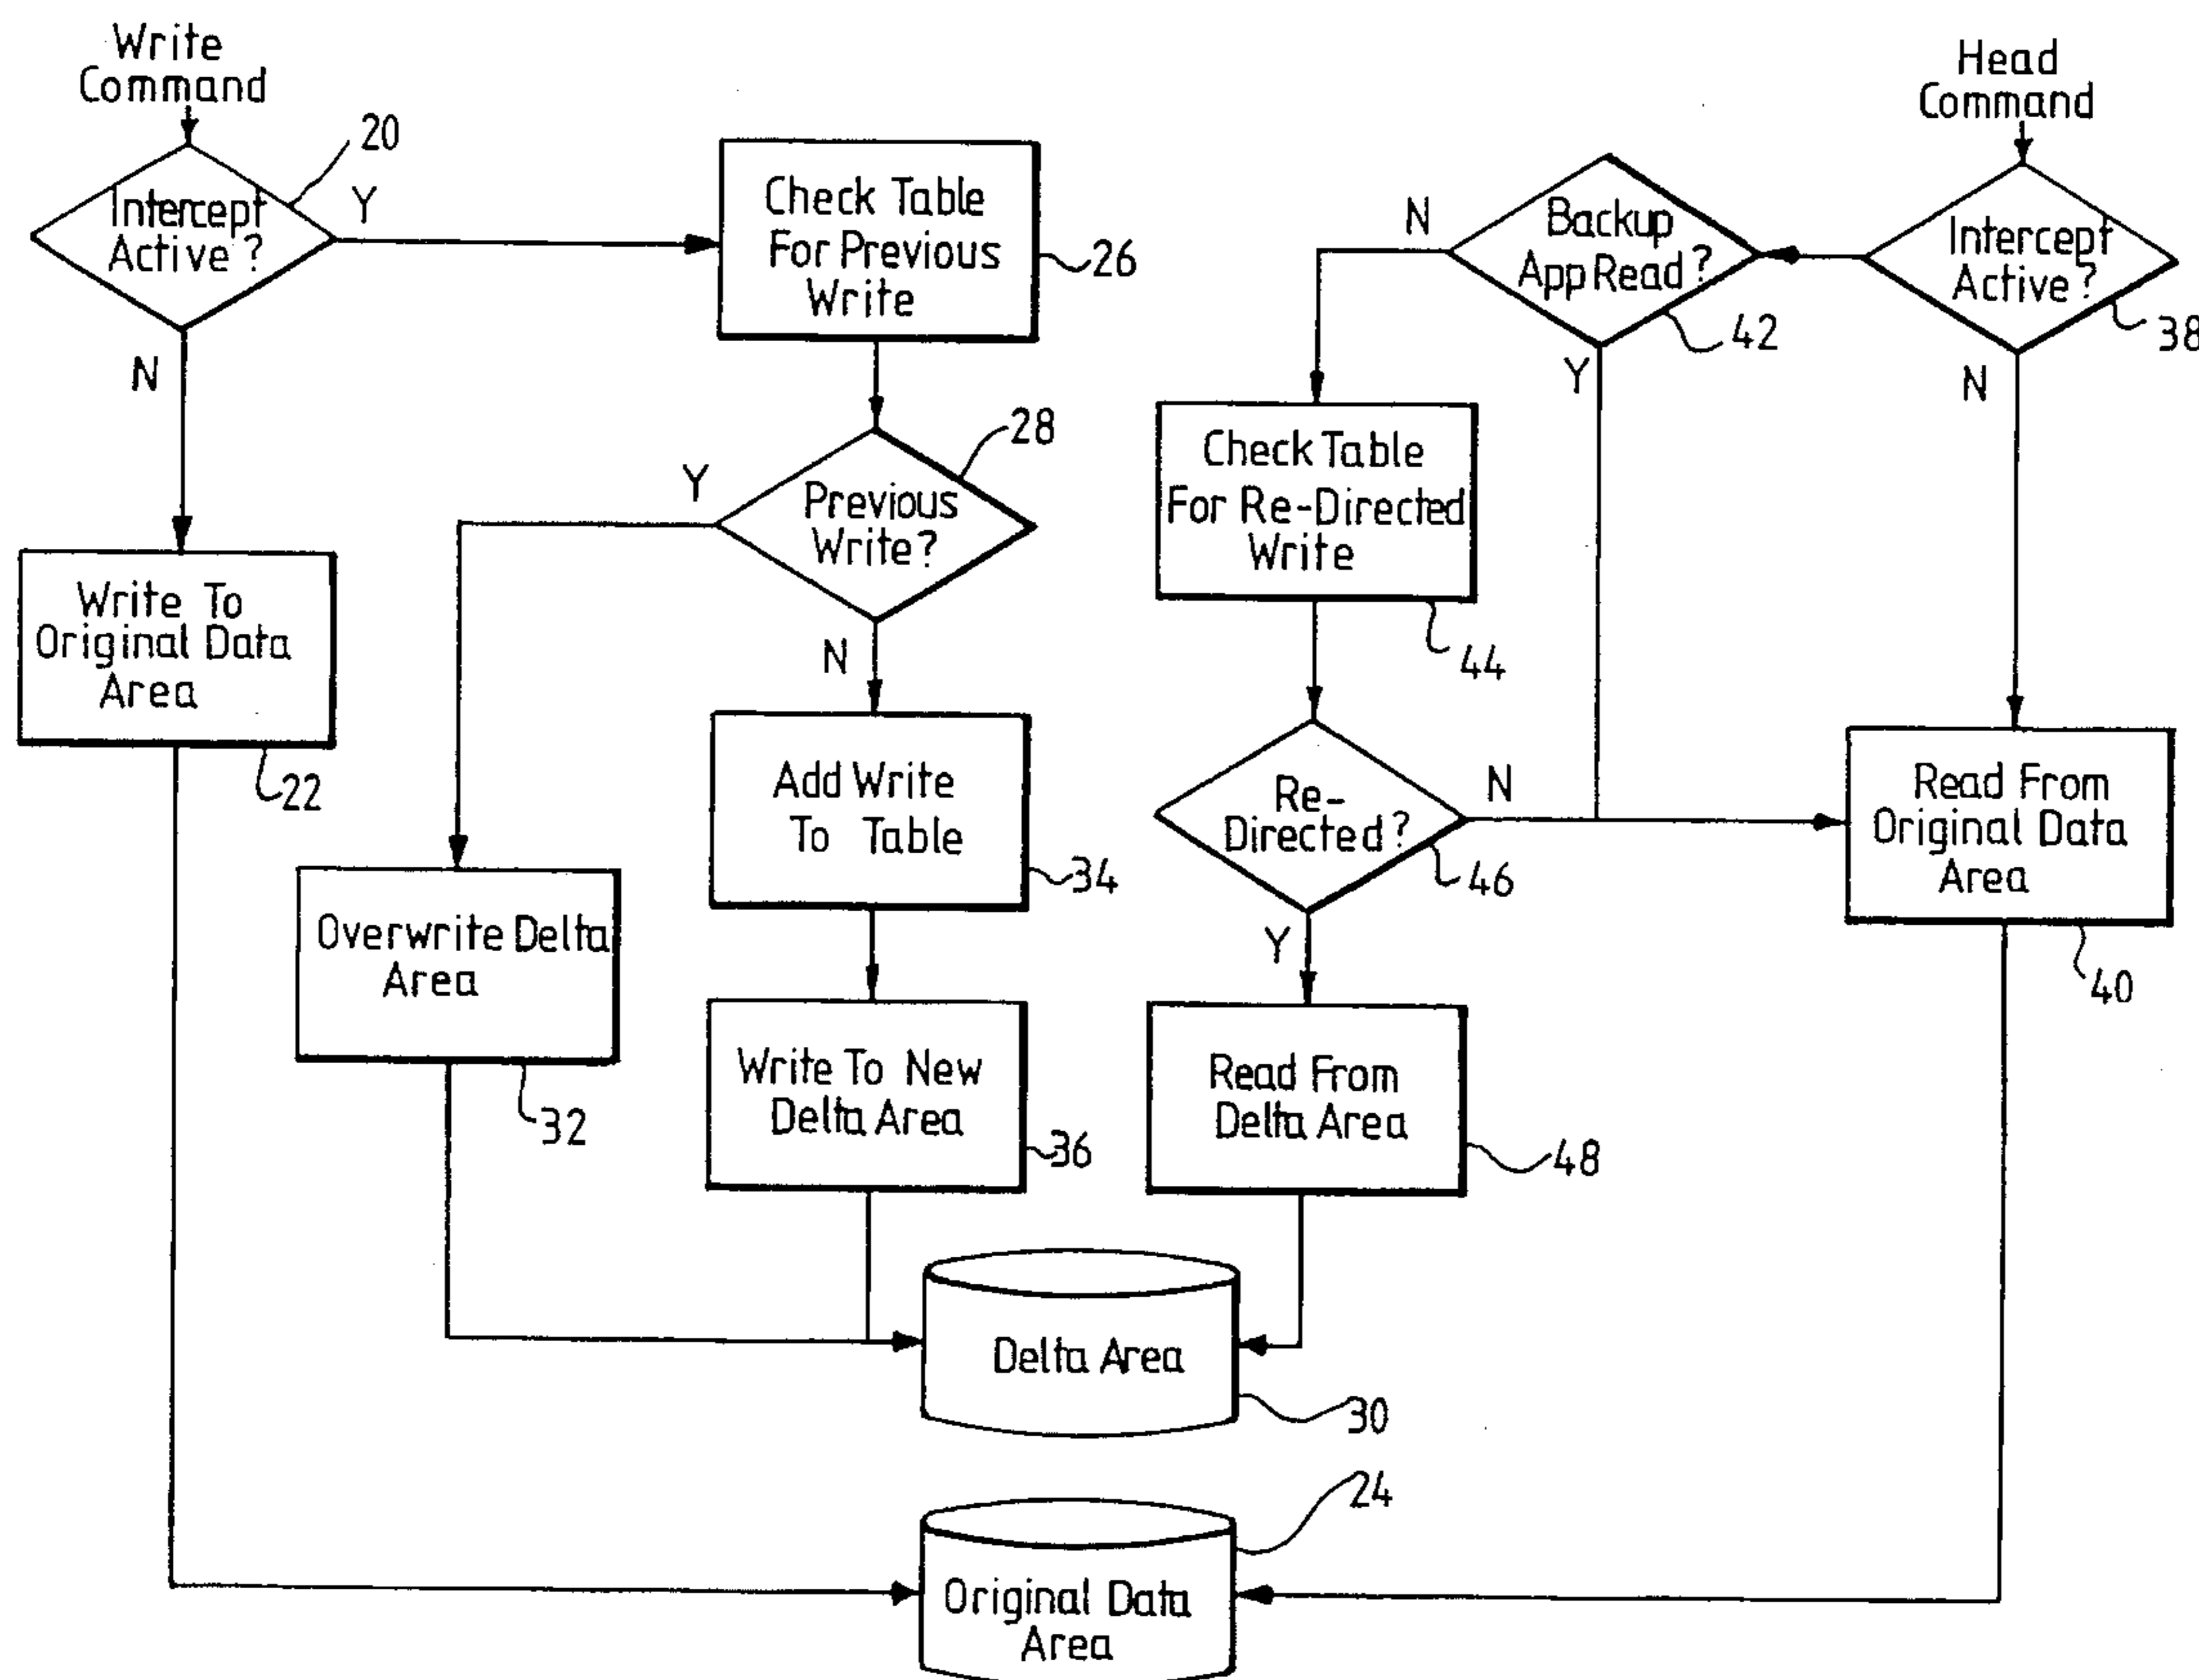 Write
Command
20
Intercept
Active?
Y
N
Write To
Original Data
Area
22
Check Table
For Previous
Write
26
28
Previous
Write?
Y
N
Overwrite Delta
Area
32
Add Write
To Table
34
Write To New
Delta Area
36
Head
Command
Intercept
Active?
38
N
Backup
App Read?
42
N
Y
Check Table
For Re-Directed
Write
44
Re-
Directed?
46
N
Y
Read From
Original Data
Area
40
Read From
Delta Area
48
Delta Area
30
24
Original Data
Area